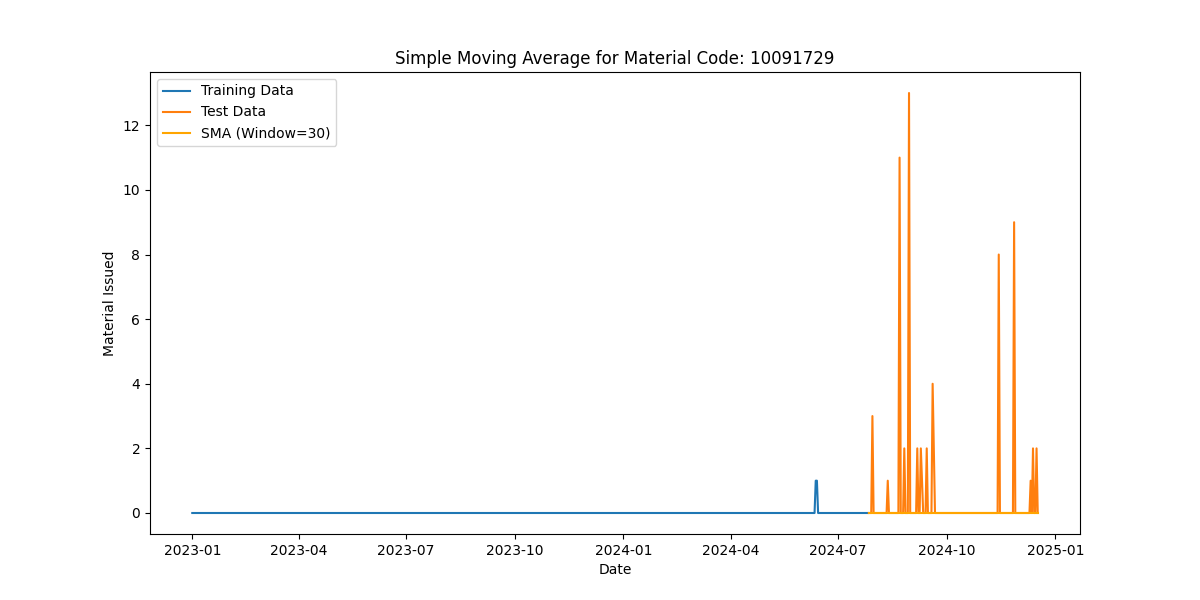 Simple Moving Average for Material Code: 10091729
Training Data
Test Data
SMA (Window=30)
Material Issued
12
10
8
6
4
2
0
2023-01 2023-04 2023-07 2023-10 2024-01 2024-04 2024-07 2024-10 2025-01
Date